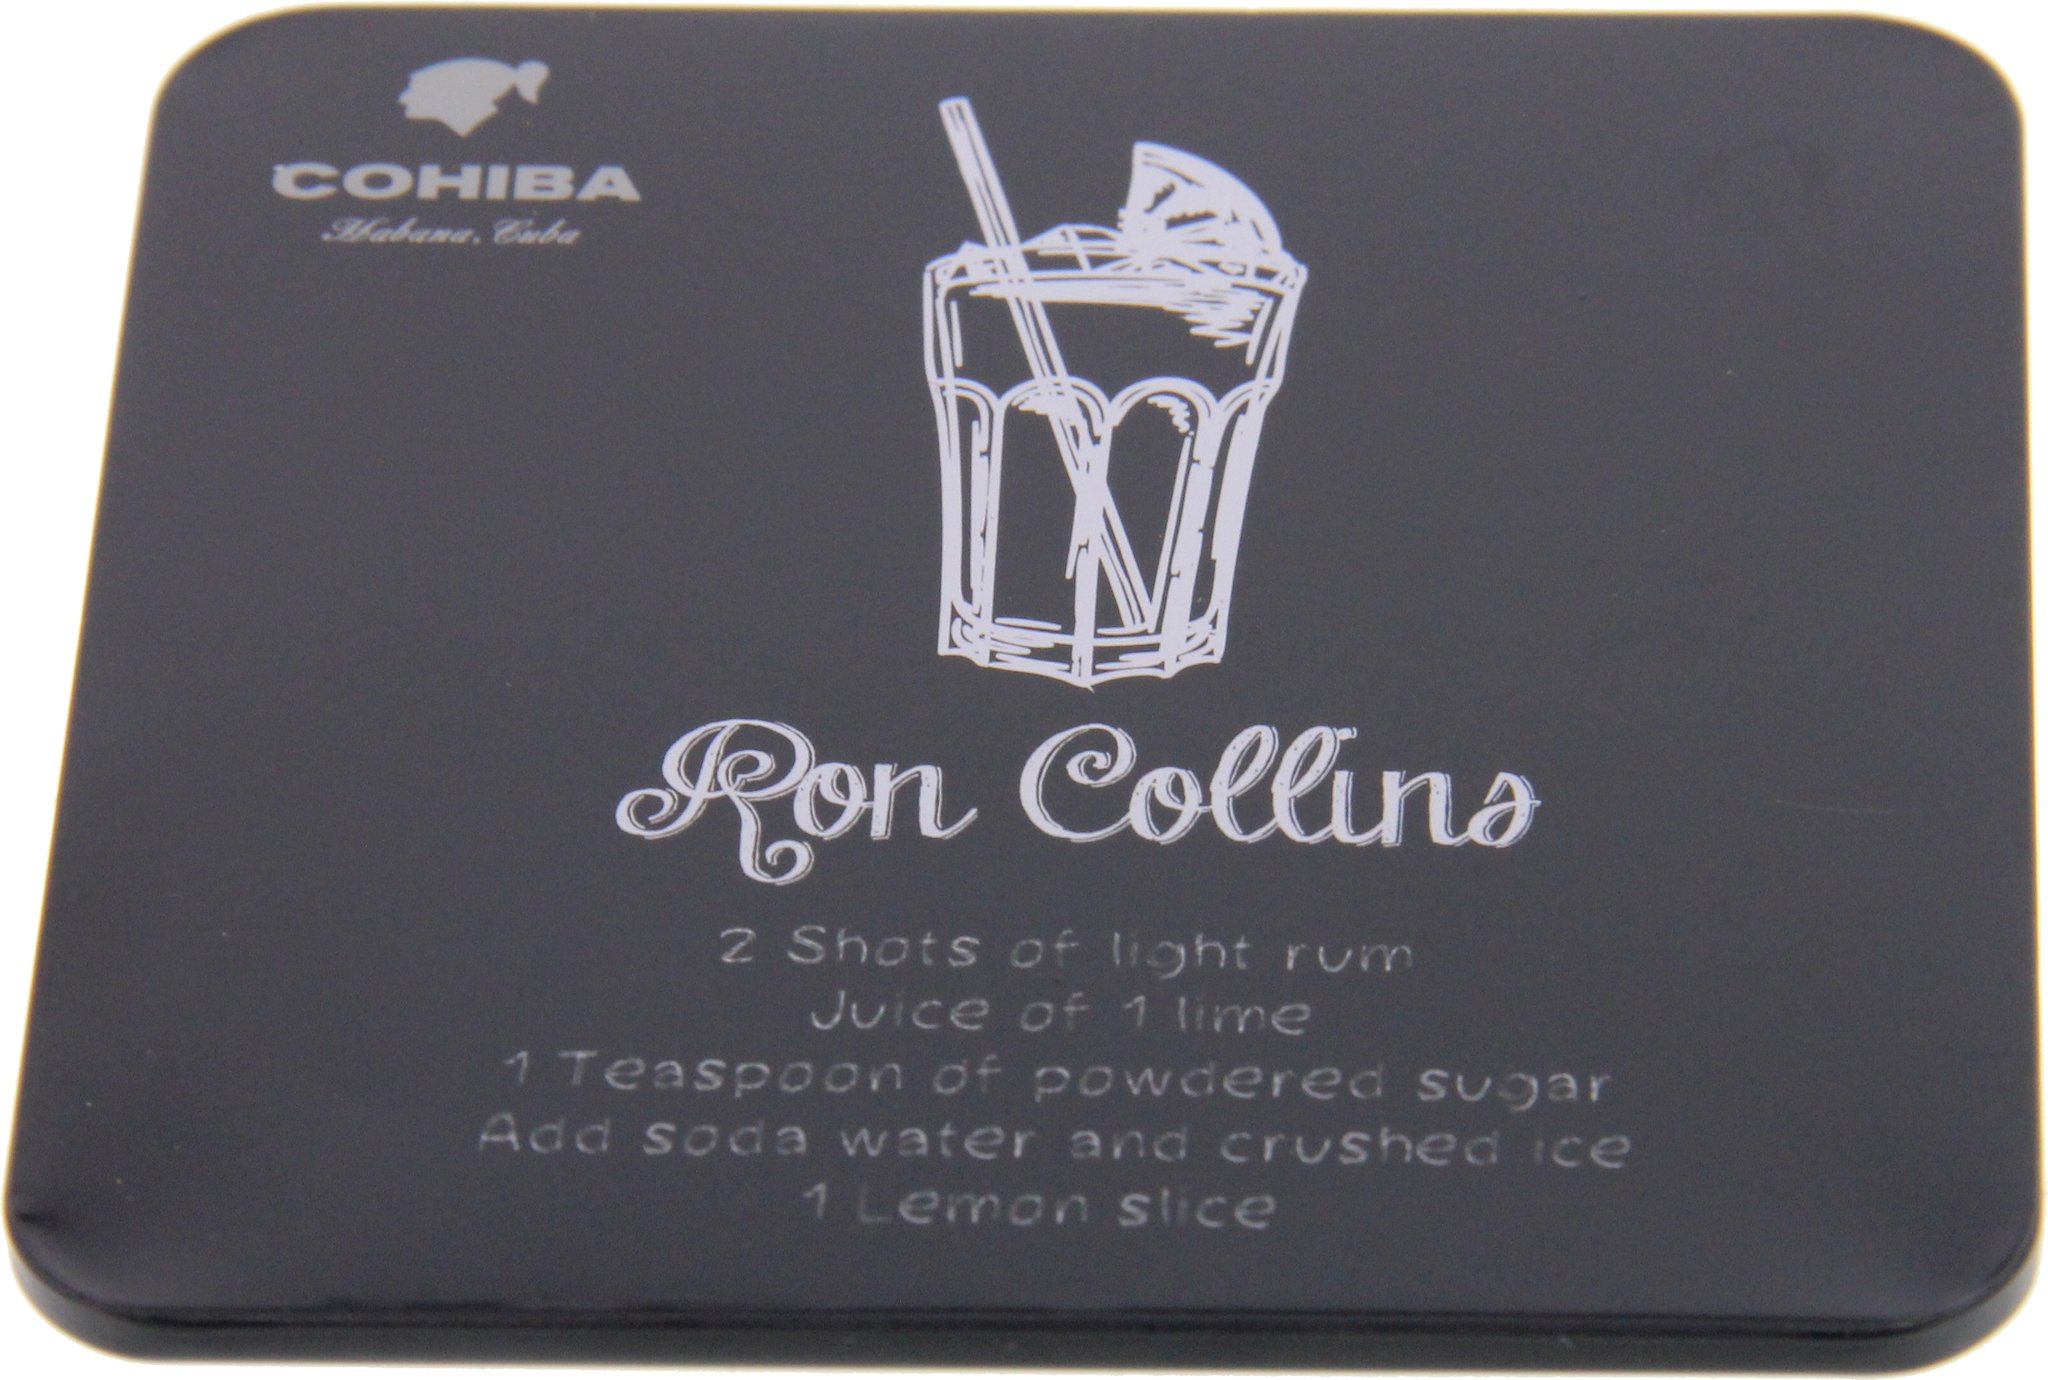 COHIBA
Habana, Cuba
Ron Collins
2 Shots of light rum
Juice of 1 lime
1 Teaspoon of powdered sugar
Add soda water and crushed ice
1 Lemon slice